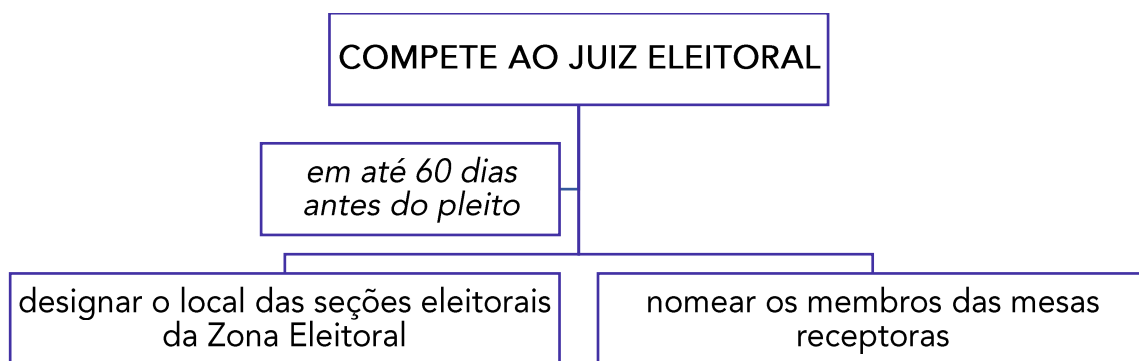 COMPETE AO JUIZ ELEITORAL
em até 60 dias
antes do pleito
designar o local das seções eleitorais
da Zona Eleitoral
nomear os membros das mesas
receptoras